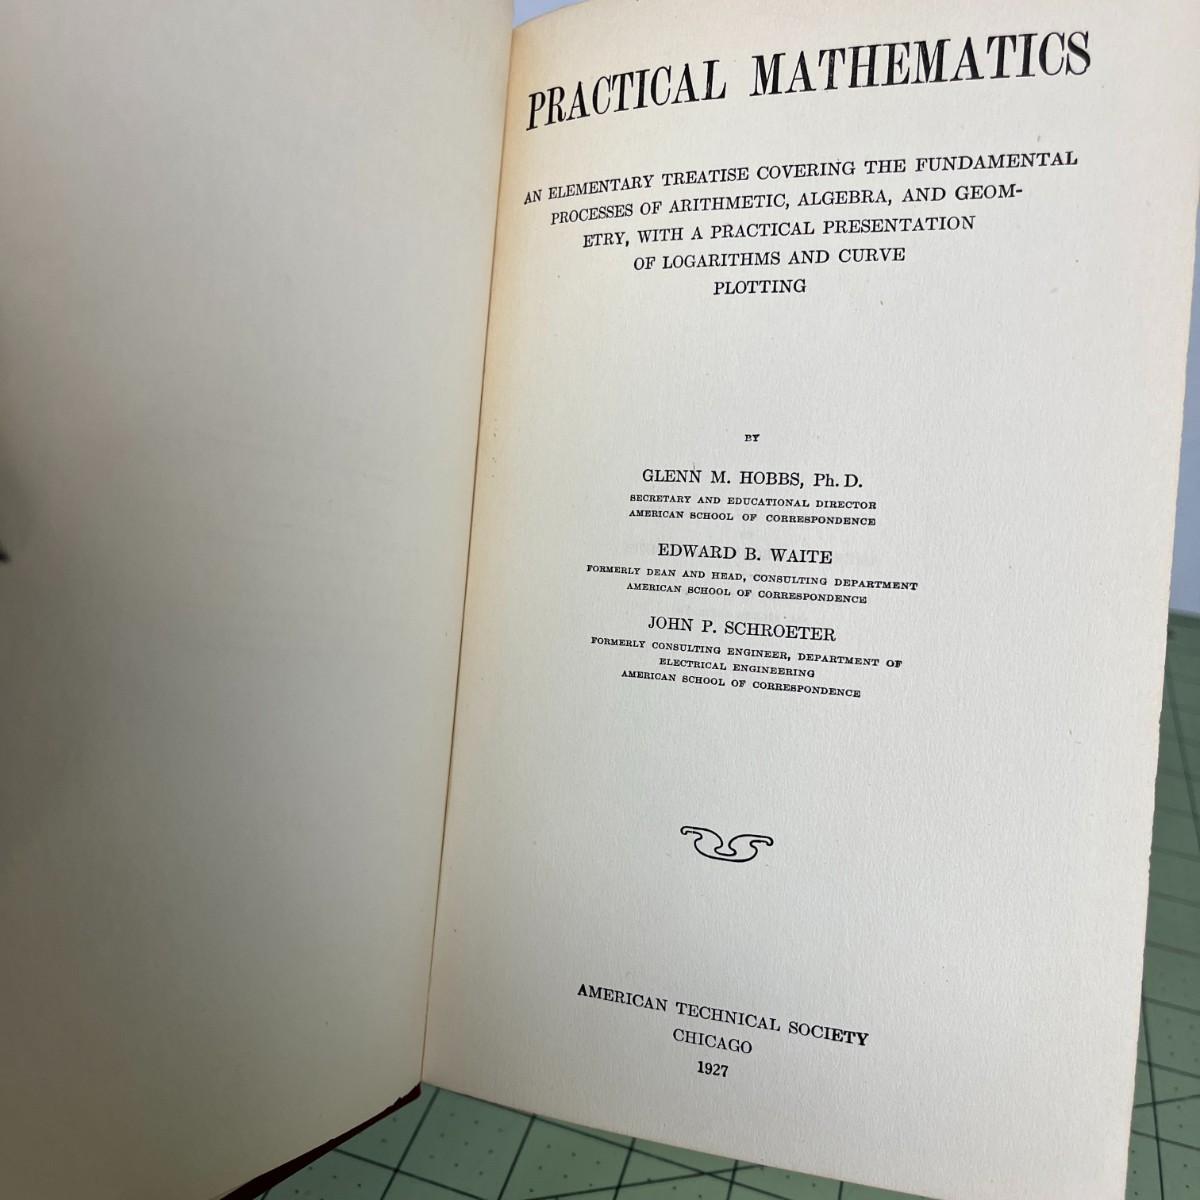 PRACTICAL MATHEMATICS
AN ELEMENTARY TREATISE COVERING THE FUNDAMENTAL
PROCESSES OF ARITHMETIC, ALGEBRA, AND GEOM-
ETRY, WITH A PRACTICAL PRESENTATION
OF LOGARITHMS AND CURVE
PLOTTING
BY
GLENN M. HOBBS, Ph. D.
SECRETARY AND EDUCATIONAL DIRECTOR
AMERICAN SCHOOL OF CORRESPONDENCE
EDWARD B. WAITE
FORMERLY DEAN AND HEAD, CONSULTING DEPARTMENT
AMERICAN SCHOOL OF CORRESPONDENCE
JOHN P. SCHROETER
FORMERLY CONSULTING ENGINEER, DEPARTMENT OF
ELECTRICAL ENGINEERING
AMERICAN SCHOOL OF CORRESPONDENCE
AMERICAN TECHNICAL SOCIETY
CHICAGO
1927